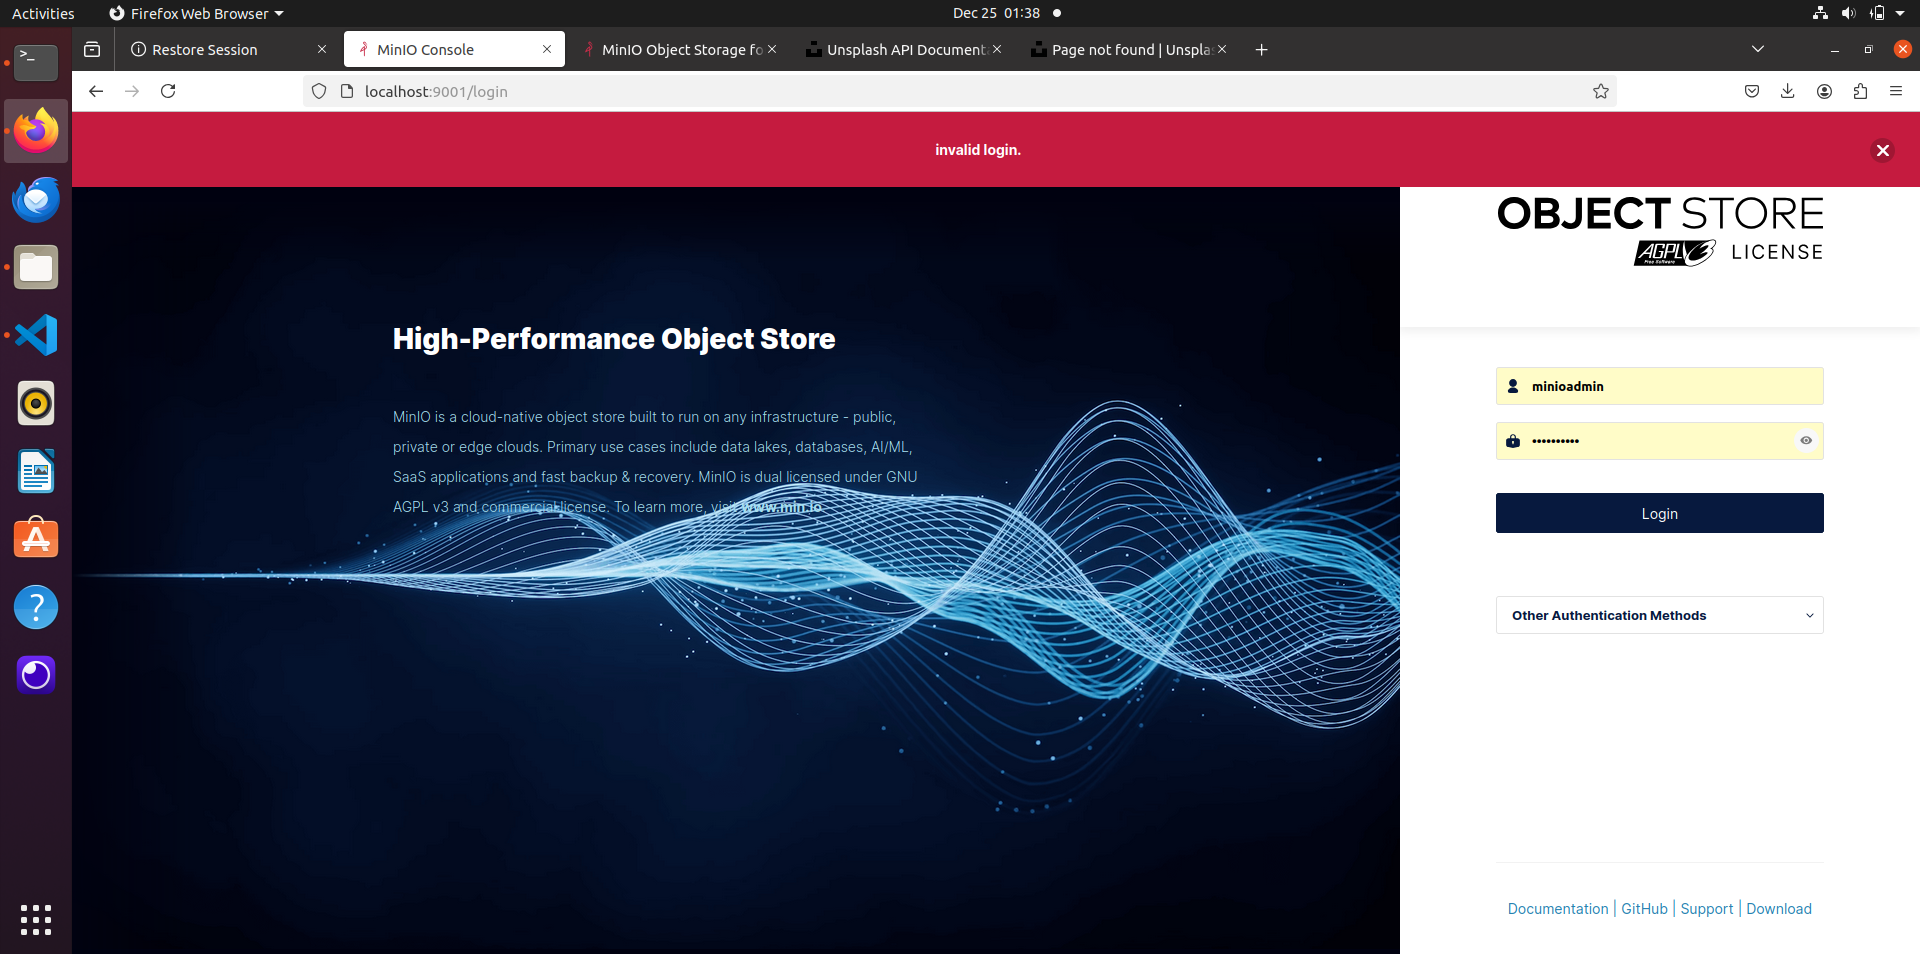 Activities
Firefox Web Browser
Dec 25 01:38
Restore Session
MinIO Console
MinIO Object Storage fo
Unsplash API Document
Page not found | Unspla
localhost:9001/login
invalid login.
OBJECT STORE
AGPL v3
Free Software
LICENSE
High-Performance Object Store
MinIO is a cloud-native object store built to run on any infrastructure - public,
private or edge clouds. Primary use cases include data lakes, databases, AI/ML,
SaaS applications and fast backup & recovery. MinIO is dual licensed under GNU
AGPL v3 and commercial license. To learn more, visit www.min.io
minioadmin
••••••••••
Login
Other Authentication Methods
Documentation | GitHub | Support | Download